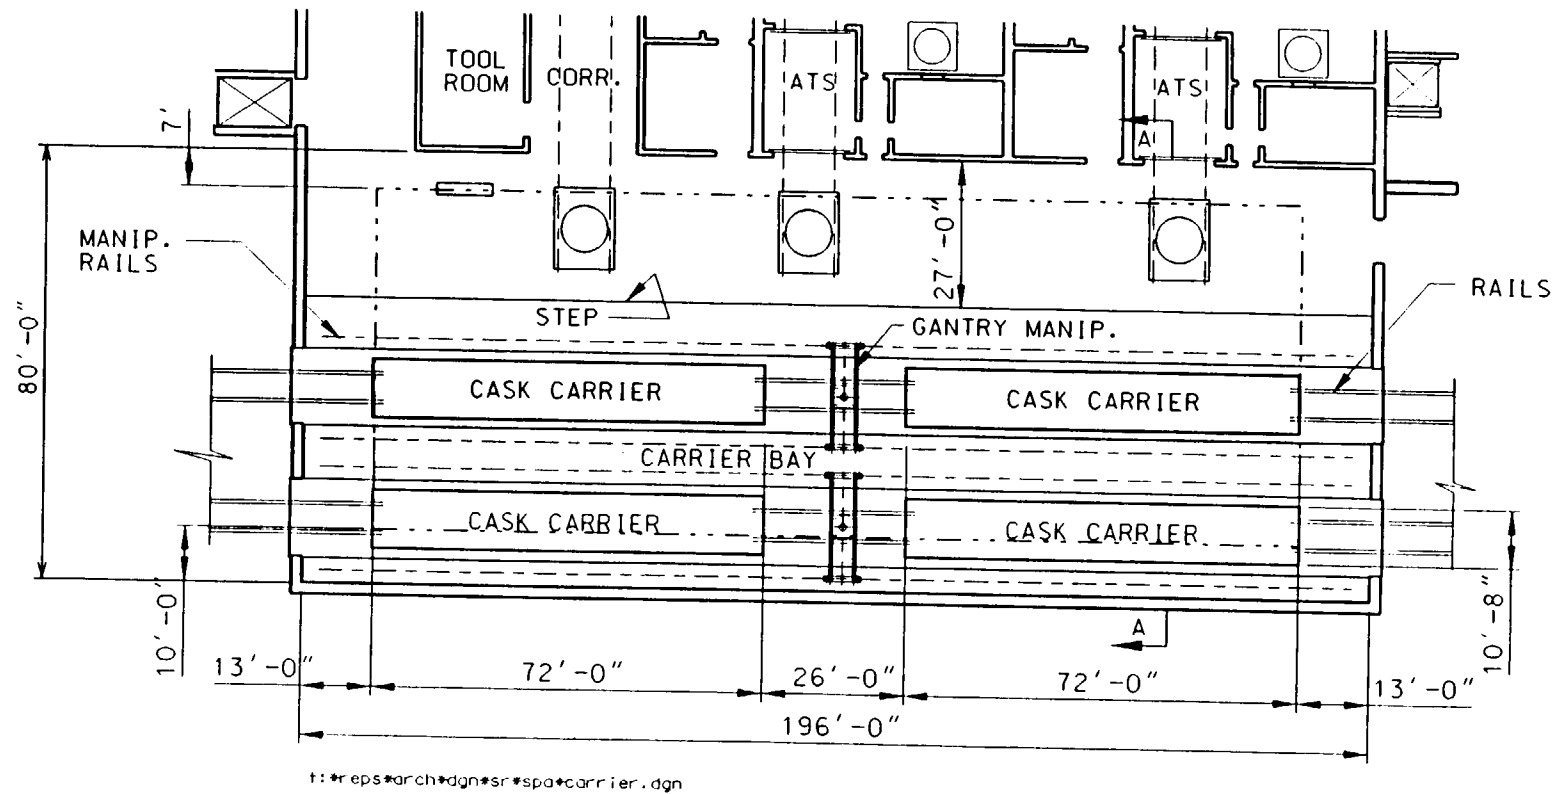 TOOL
ROOM
CORR.
ATS
ATS
7'
A
MANIP.
RAILS
27'-0"
RAILS
STEP
GANTRY MANIP.
80'-0"
CASK CARRIER
CASK CARRIER
CARRIER BAY
CASK CARRIER
CASK CARRIER
10'-0"
10'-8"
A
13'-0"
72'-0"
26'-0"
72'-0"
13'-0"
196'-0"
t:*reps*arch*dgn*sr*spa*carrier.dgn